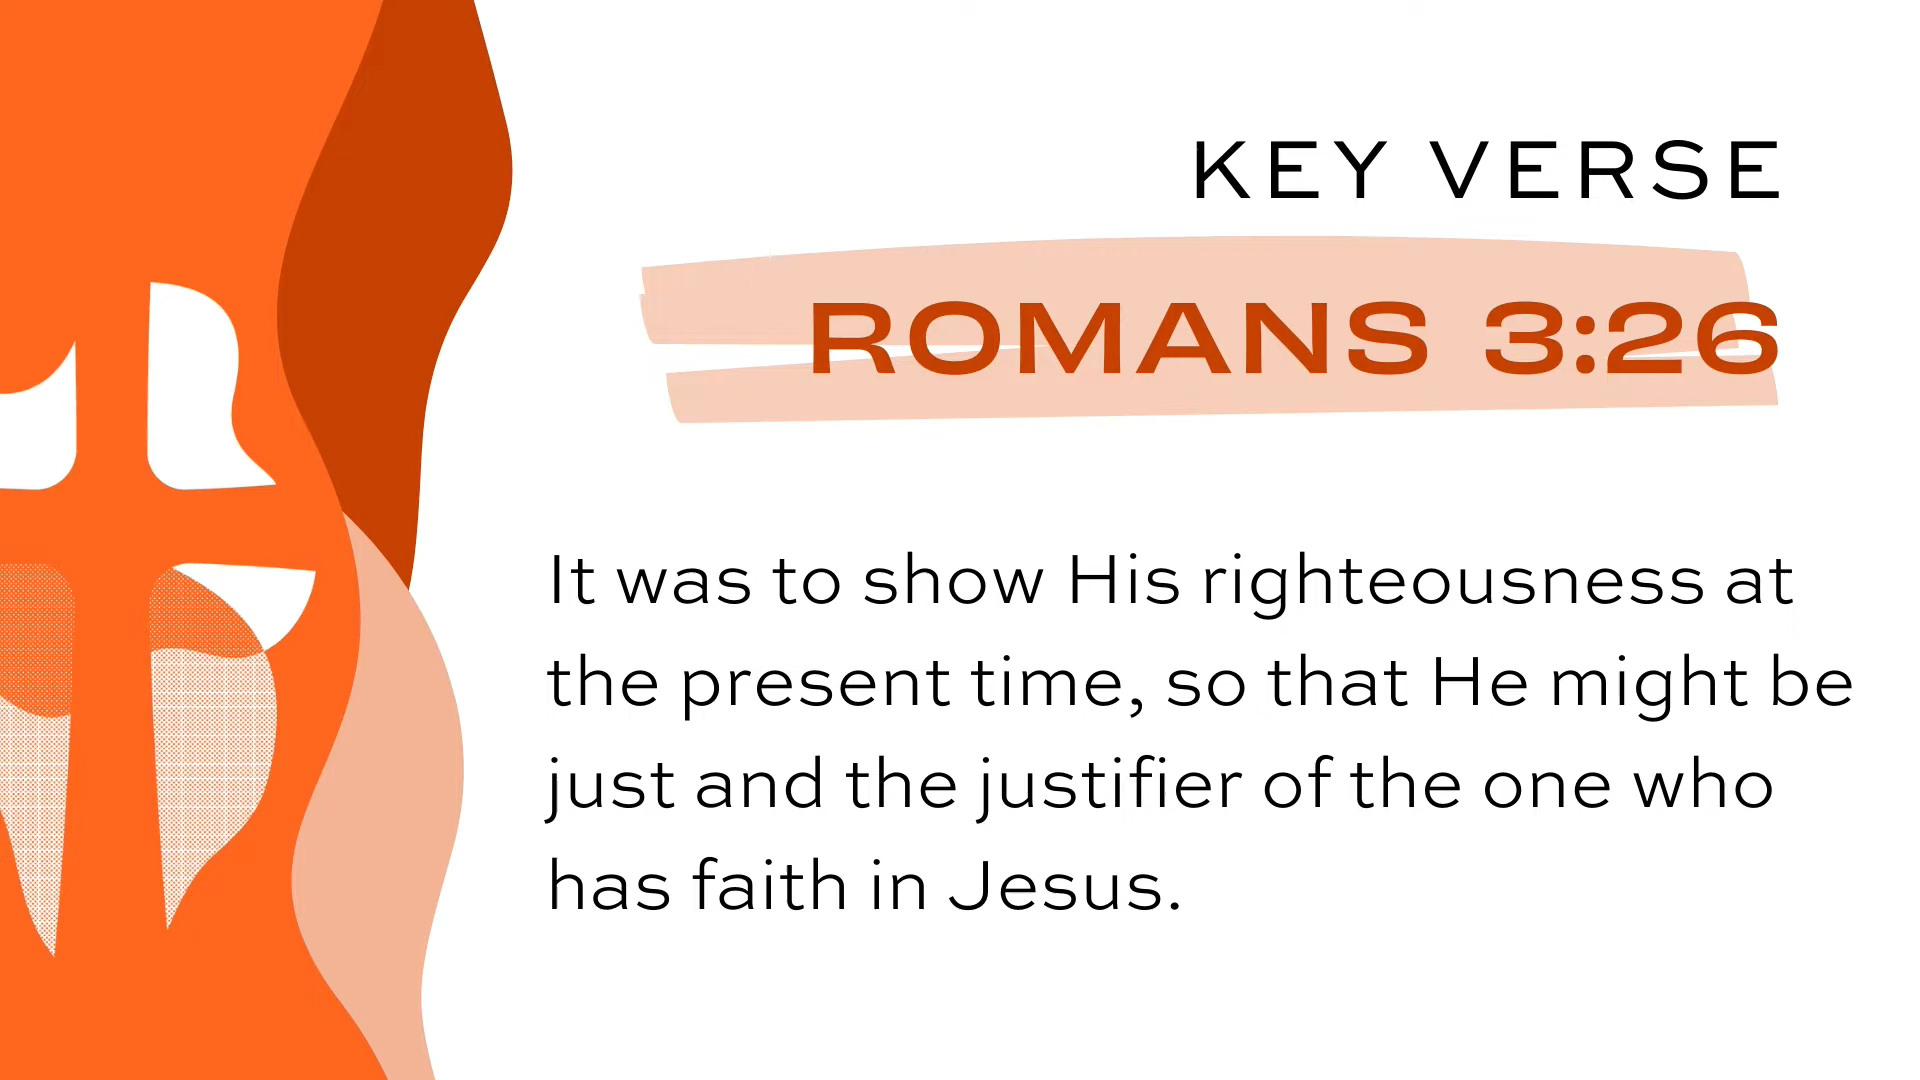 KEY VERSE
ROMANS 3:26
It was to show His righteousness at
the present time, so that He might be
just and the justifier of the one who
has faith in Jesus.